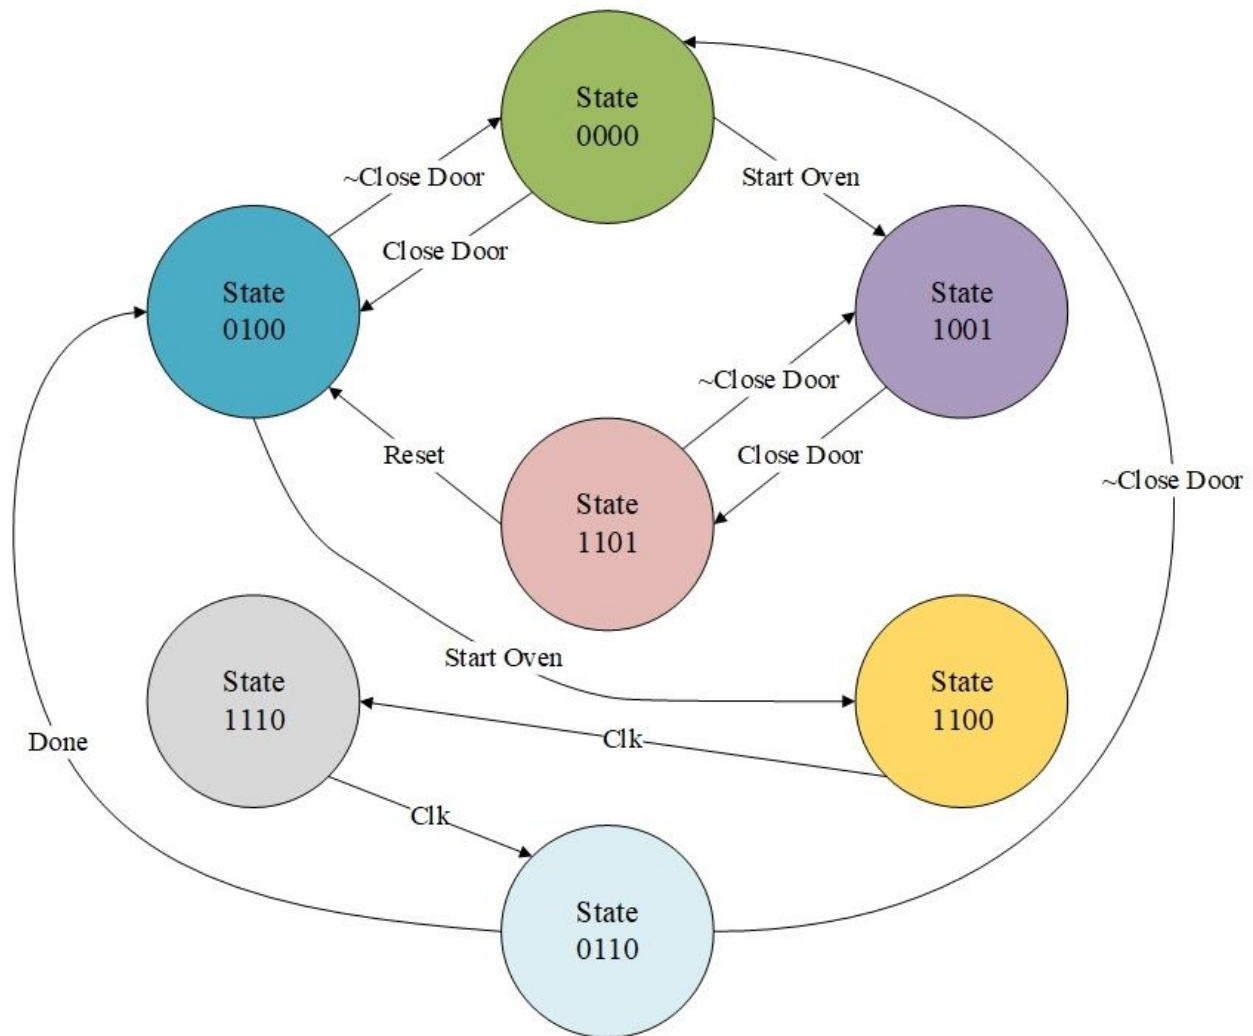 State
0000
~Close Door
Start Oven
Close Door
State
0100
State
1001
~Close Door
Reset
Close Door
~Close Door
State
1101
Start Oven
State
1110
State
1100
Done
Clk
Clk
State
0110